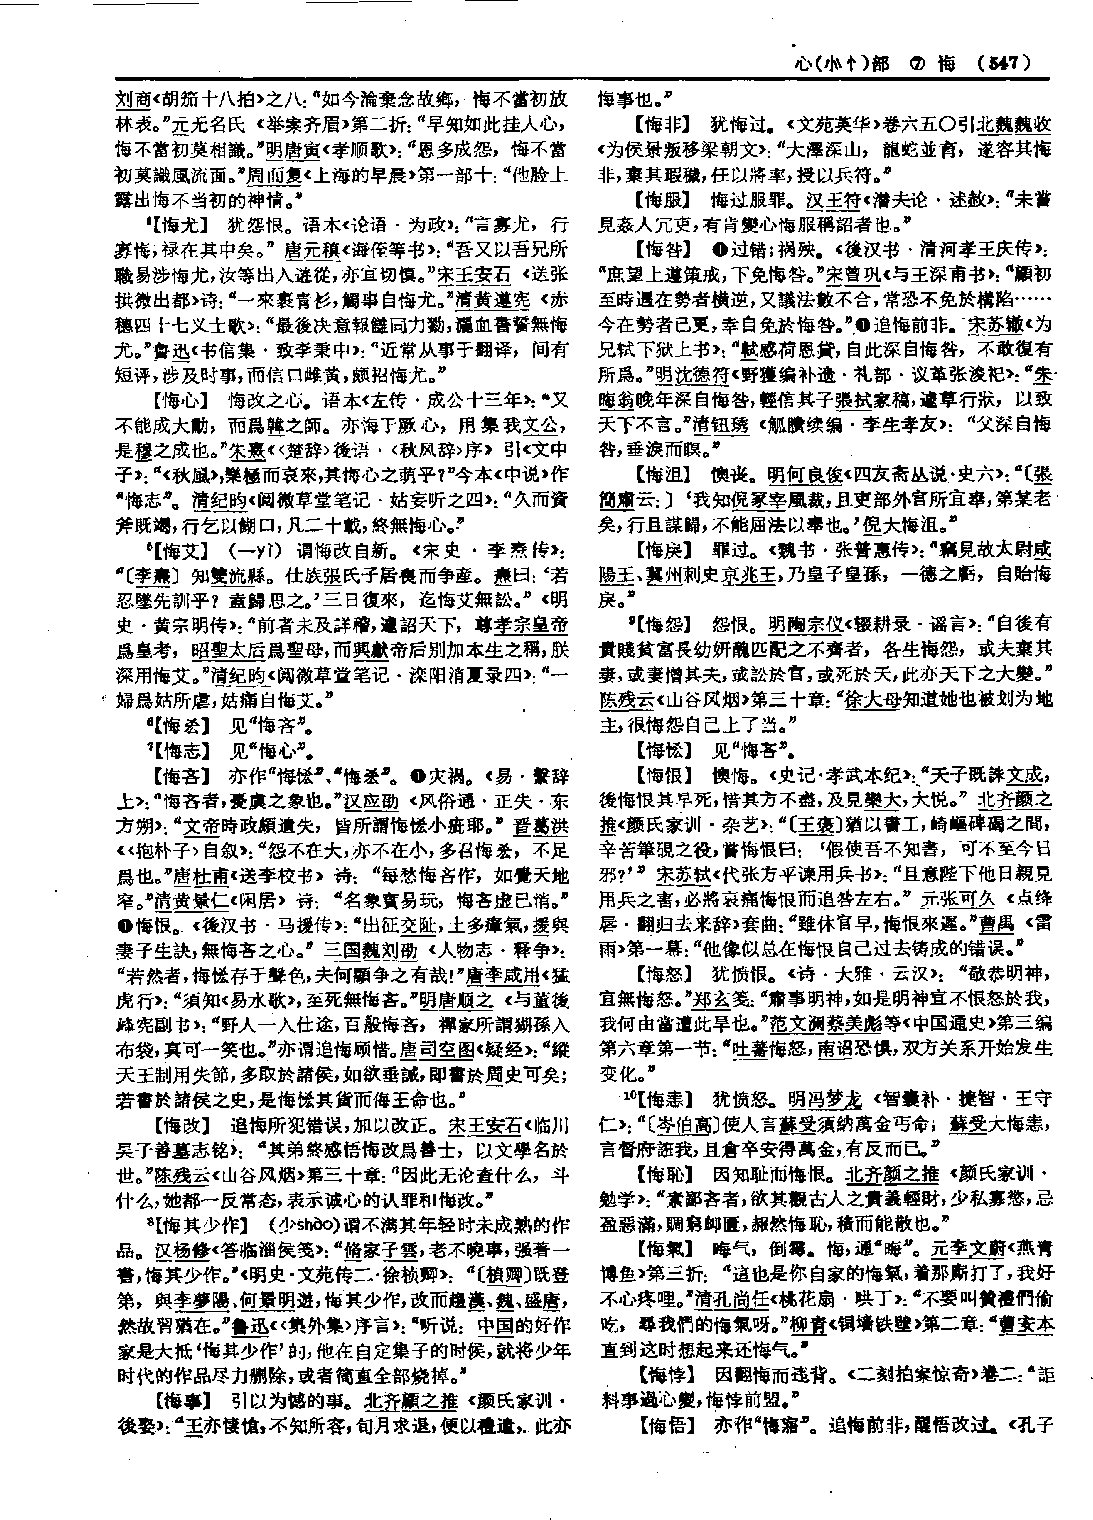 心(小忄)部 ⑦ 悔 (547)
刘商《胡笳十八拍》之八:“如今淪棄念故鄉,悔不當初放
林表。”元无名氏《举案齐眉》第二折:“早知如此挂人心,
悔不當初莫相識。”明唐寅《孝顺歌》:“恩多成怨,悔不當
初莫識風流面。”周而复《上海的早晨》第一部十:“他脸上
露出悔不当初的神情。”
4【悔尤】 犹怨恨。语本《论语·为政》:“言寡尤,行
寡悔,禄在其中矣。”唐元稹《诲侄等书》:“吾又以吾兄所
職易涉悔尤,汝等出入遊從,亦宜切慎。”宋王安石《送张
拱微出都》诗:“一來裹青衫,觸事自悔尤。”清黄遵宪《赤
穗四十七义士歌》:“最後決意報讎同力勠,灑血書誓無悔
尤。”鲁迅《书信集·致李秉中》:“近常从事于翻译,间有
短评,涉及时事,而信口雌黄,颇招悔尤。”
【悔心】 悔改之心。语本《左传·成公十三年》:“又
不能成大勳,而爲韓之師。亦悔于厥心,用集我文公,
是穆之成也。”朱熹《〈楚辞〉後语·〈秋风辞〉序》引《文中
子》:“《秋風》,樂極而哀來,其悔心之萌乎?”今本《中说》作
“悔志”。清纪昀《阅微草堂笔记·姑妄听之四》:“久而資
斧既竭,行乞以餬口,凡二十載,終無悔心。”
5【悔艾】 (—yì) 谓悔改自新。《宋史·李熹传》:
“〔李熹〕知雙流縣。仕族張氏子居喪而争産。熹曰:‘若
忍墜先訓乎?盍歸思之。’三日復來,迄悔艾無訟。”《明
史·黄宗明传》:“前者未及詳稽,遽詔天下,尊孝宗皇帝
爲皇考,昭聖太后爲聖母,而興獻帝后别加本生之稱,朕
深用悔艾。”清纪昀《阅微草堂笔记·滦阳消夏录四》:“一
婦爲姑所虐,姑痛自悔艾。”
6【悔㳟】 见“悔吝”。
7【悔志】 见“悔心”。
【悔吝】 亦作“悔恡”、“悔㳟”。❶灾祸。《易·繫辞
上》:“悔吝者,憂虞之象也。”汉应劭《风俗通·正失·东
方朔》:“文帝時政頗遺失,皆所謂悔恡小疵耶。”晋葛洪
《〈抱朴子〉自叙》:“怨不在大,亦不在小,多召悔㳟,不足
爲也。”唐杜甫《送李校书》诗:“每愁悔吝作,如覺天地
窄。”清黄景仁《闲居》诗:“名象賓易玩,悔吝虚已悄。”
❷悔恨。《後汉书·马援传》:“出征交趾,上多瘴氣,援與
妻子生訣,無悔吝之心。”三国魏刘劭《人物志·释争》:
“若然者,悔恡存于聲色,夫何顯争之有哉!”唐李咸用《猛
虎行》:“須知《易水歌》,至死無悔吝。”明唐顺之《与董後
峰宪副书》:“野人一入仕途,百般悔吝,禪家所謂猢孫入
布袋,真可一笑也。”亦谓追悔顾惜。唐司空图《疑经》:“縱
天王制用失節,多取於諸侯,如欲垂誡,即書於周史可矣;
若書於諸侯之史,是悔恡其貨而侮王命也。”
【悔改】 追悔所犯错误,加以改正。宋王安石《临川
吴子善墓志铭》:“其弟終感悟悔改爲善士,以文學名於
世。”陈残云《山谷风烟》第三十章:“因此无论查什么,斗
什么,她都一反常态,表示诚心的认罪和悔改。”
8【悔其少作】 (少shào)谓不满其年轻时未成熟的作
品。汉杨修《答临淄侯笺》:“脩家子雲,老不曉事,强著一
書,悔其少作。”《明史·文苑传二·徐桢卿》:“〔楨卿〕既登
第,與李夢陽、何景明遊,悔其少作,改而趨漢、魏、盛唐,
然故習猶在。”鲁迅《〈集外集〉序言》:“听说:中国的好作
家是大抵‘悔其少作’的,他在自定集子的时候,就将少年
时代的作品尽力删除,或者简直全部烧掉。”
【悔事】 引以为憾的事。北齐颜之推《颜氏家训·
後娶》:“王亦悽愴,不知所容,旬月求退,便以禮遣,此亦
悔事也。”
【悔非】 犹悔过。《文苑英华》卷六五〇引北魏魏收
《为侯景叛移梁朝文》:“大澤深山,龍蛇並育,遂容其悔
非,棄其瑕穢,任以將率,授以兵符。”
【悔服】 悔过服罪。汉王符《潜夫论·述赦》:“未嘗
見姦人冗吏,有肯變心悔服稱詔者也。”
【悔咎】 ❶过错;祸殃。《後汉书·清河孝王庆传》:
“庶望上遵策戒,下免悔咎。”宋曾巩《与王深甫书》:“顧初
至時遇在勢者橫逆,又議法數不合,常恐不免於構陷……
今在勢者已更,幸自免於悔咎。”❷追悔前非。宋苏辙《为
兄轼下狱上书》:“軾感荷恩貸,自此深自悔咎,不敢復有
所爲。”明沈德符《野獲编补遗·礼部·议革张浚祀》:“朱
晦翁晚年深自悔咎,輕信其子張栻家稿,遽草行狀,以致
天下不言。”清钮琇《觚賸续编·李生孝友》:“父深自悔
咎,垂淚而瞑。”
【悔沮】 懊丧。明何良俊《四友斋丛说·史六》:“〔張
簡肅云:〕‘我知倪冢宰風裁,且吏部外官所宜奉,第某老
矣,行且謀歸,不能屈法以奉也。’倪大悔沮。”
【悔戾】 罪过。《魏书·张普惠传》:“竊見故太尉咸
陽王、冀州刺史京兆王,乃皇子皇孫,一德之虧,自貽悔
戾。”
9【悔怨】 怨恨。明陶宗仪《辍耕录·谣言》:“自後有
貴賤貧富長幼妍醜匹配之不齊者,各生悔怨,或夫棄其
妻,或妻憎其夫,或訟於官,或死於夭,此亦天下之大變。”
陈残云《山谷风烟》第三十章:“徐大母知道她也被划为地
主,很悔怨自己上了当。”
【悔恡】 见“悔吝”。
【悔恨】 懊悔。《史记·孝武本纪》:“天子既誅文成,
後悔恨其早死,惜其方不盡,及見欒大,大悦。”北齐颜之
推《颜氏家训·杂艺》:“〔王褒〕猶以書工,崎嶇碑碣之間,
辛苦筆硯之役,嘗悔恨曰:‘假使吾不知書,可不至今日
邪?’”宋苏轼《代张方平谏用兵书》:“且意陛下他日親見
用兵之害,必將哀痛悔恨而追咎左右。”元张可久《点绛
唇·翻归去来辞》套曲:“雖休官早,悔恨來遲。”曹禺《雷
雨》第一幕:“他像似总在悔恨自己过去铸成的错误。”
【悔怒】 犹愤恨。《诗·大雅·云汉》:“敬恭明神,
宜無悔怒。”郑玄笺:“肅事明神,如是明神宜不恨怒於我,
我何由當遭此旱也。”范文澜蔡美彪等《中国通史》第三编
第六章第一节:“吐蕃悔怒,南诏恐惧,双方关系开始发生
变化。”
10【悔恚】 犹愤怒。明冯梦龙《智囊补·捷智·王守
仁》:“〔岑伯高〕使人言蘇受須納萬金丐命,蘇受大悔恚,
言督府誑我,且倉卒安得萬金,有反而已。”
【悔恥】 因知耻而悔恨。北齐颜之推《颜氏家训·
勉学》:“素鄙吝者,欲其觀古人之貴義輕財,少私寡慾,忌
盈惡滿,賙窮卹匱,赧然悔恥,積而能散也。”
【悔氣】 晦气,倒霉。悔,通“晦”。元李文蔚《燕青
博鱼》第三折:“這也是你自家的悔氣,着那厮打了,我好
不心疼哩。”清孔尚任《桃花扇·哄丁》:“不要叫糞禮們偷
吃,尋我們的悔氣呀。”柳青《铜墙铁壁》第二章:“曹安本
直到这时想起来还悔气。”
【悔悖】 因翻悔而违背。《二刻拍案惊奇》卷二:“詎
料事過心變,悔悖前盟。”
【悔悟】 亦作“悔寤”。追悔前非,醒悟改过。《孔子